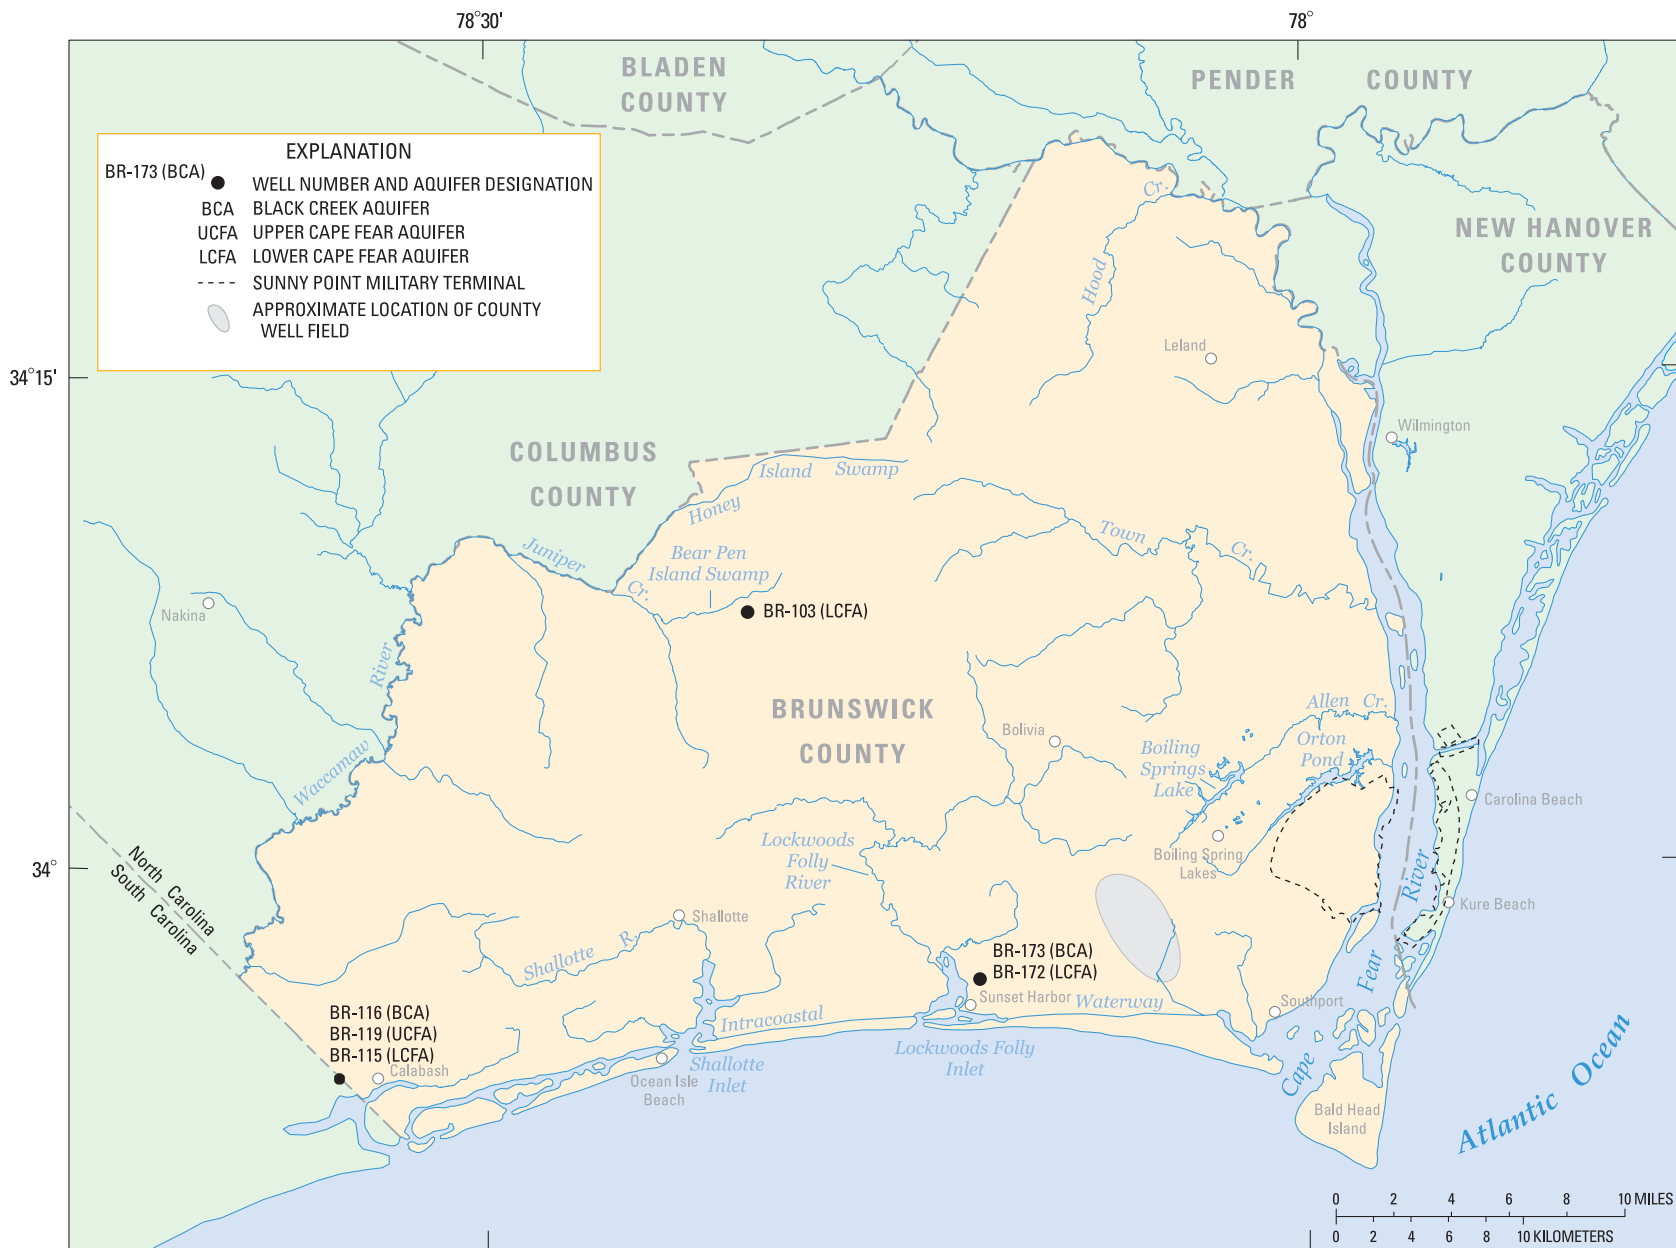 78°30'
78°
BLADEN
COUNTY
PENDER COUNTY
EXPLANATION
BR-173 (BCA)
WELL NUMBER AND AQUIFER DESIGNATION
BCA BLACK CREEK AQUIFER
UCFA UPPER CAPE FEAR AQUIFER
LCFA LOWER CAPE FEAR AQUIFER
SUNNY POINT MILITARY TERMINAL
APPROXIMATE LOCATION OF COUNTY
WELL FIELD
NEW HANOVER
COUNTY
Hood Cr.
Leland
34°15'
Wilmington
COLUMBUS
COUNTY
Honey Island Swamp
Juniper Cr.
Bear Pen
Island Swamp
Town Cr.
Nakina
BR-103 (LCFA)
Waccamaw River
BRUNSWICK
COUNTY
Bolivia
Allen Cr.
Orton
Pond
Boiling
Springs
Lake
Carolina Beach
Boiling Spring
Lakes
34°
North Carolina
South Carolina
Lockwoods
Folly
River
Kure Beach
Shallotte
Shallotte R.
BR-173 (BCA)
BR-172 (LCFA)
Sunset Harbor
Intracoastal Waterway
Southport
Cape Fear River
BR-116 (BCA)
BR-119 (UCFA)
BR-115 (LCFA)
Calabash
Ocean Isle
Beach
Shallotte
Inlet
Lockwoods Folly
Inlet
Bald Head
Island
Atlantic Ocean
0 2 4 6 8 10 MILES
0 2 4 6 8 10 KILOMETERS